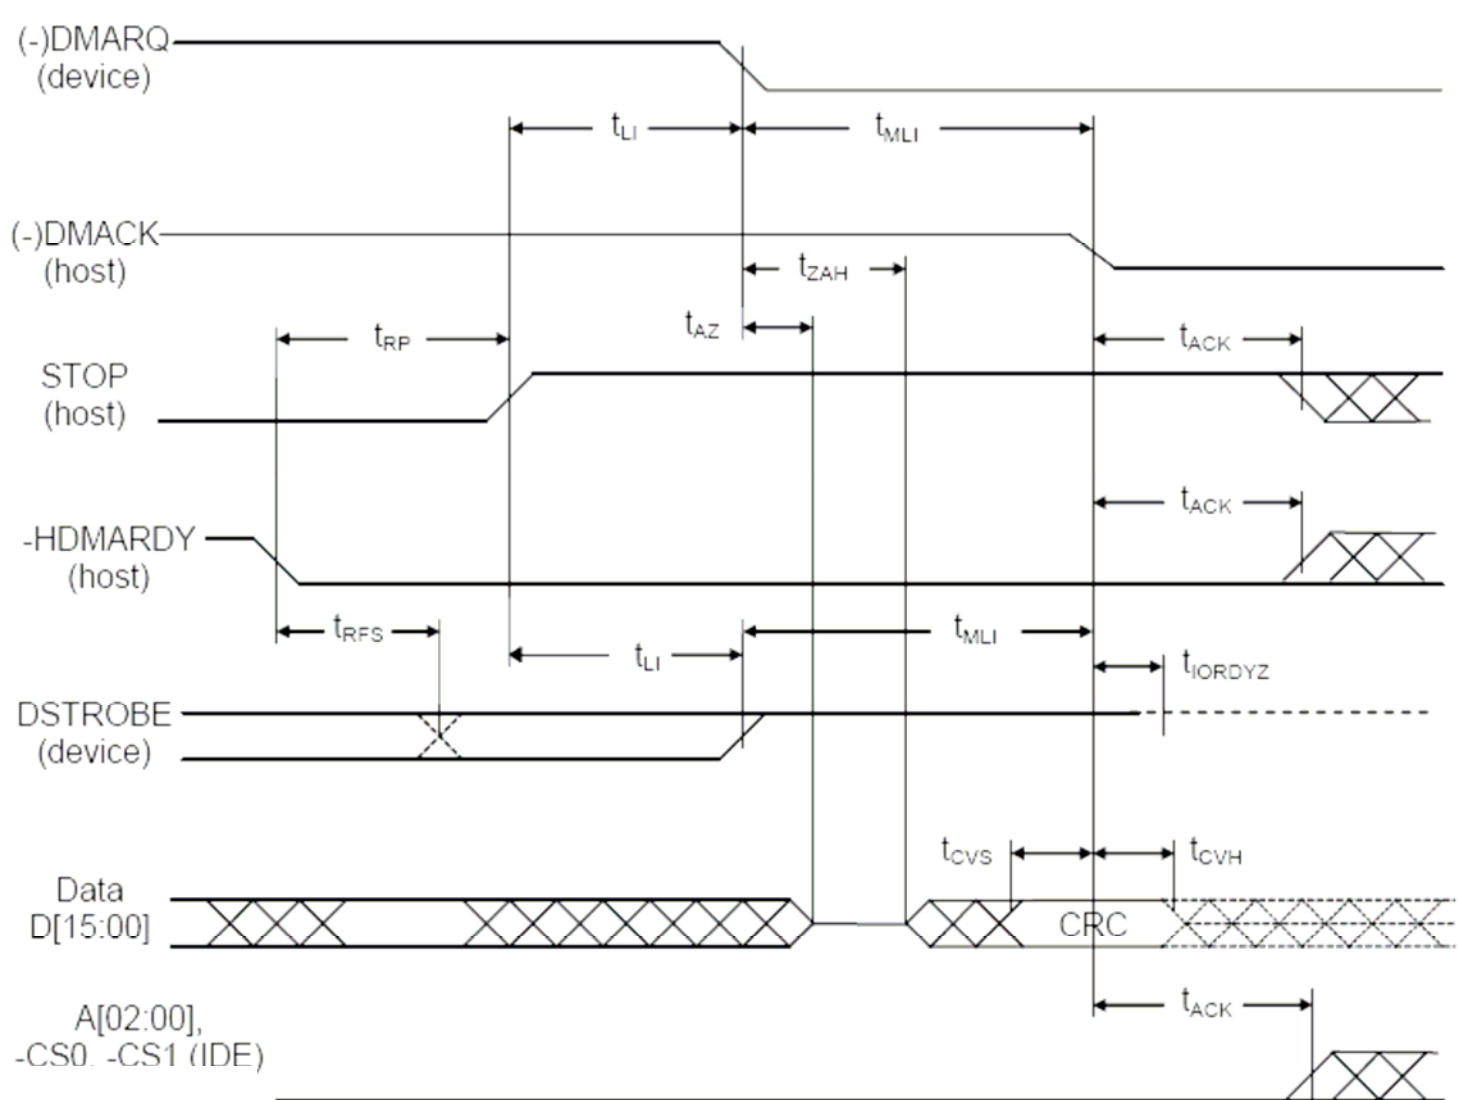 (-)DMARQ
(device)
tLI
tMLI
(-)DMACK
(host)
tZAH
tAZ
tRP
tACK
STOP
(host)
tACK
-HDMARDY
(host)
tRFS
tMLI
tLI
tIORDYZ
DSTROBE
(device)
tCVS
tCVH
Data
D[15:00]
CRC
tACK
A[02:00],
-CS0, -CS1 (IDE)